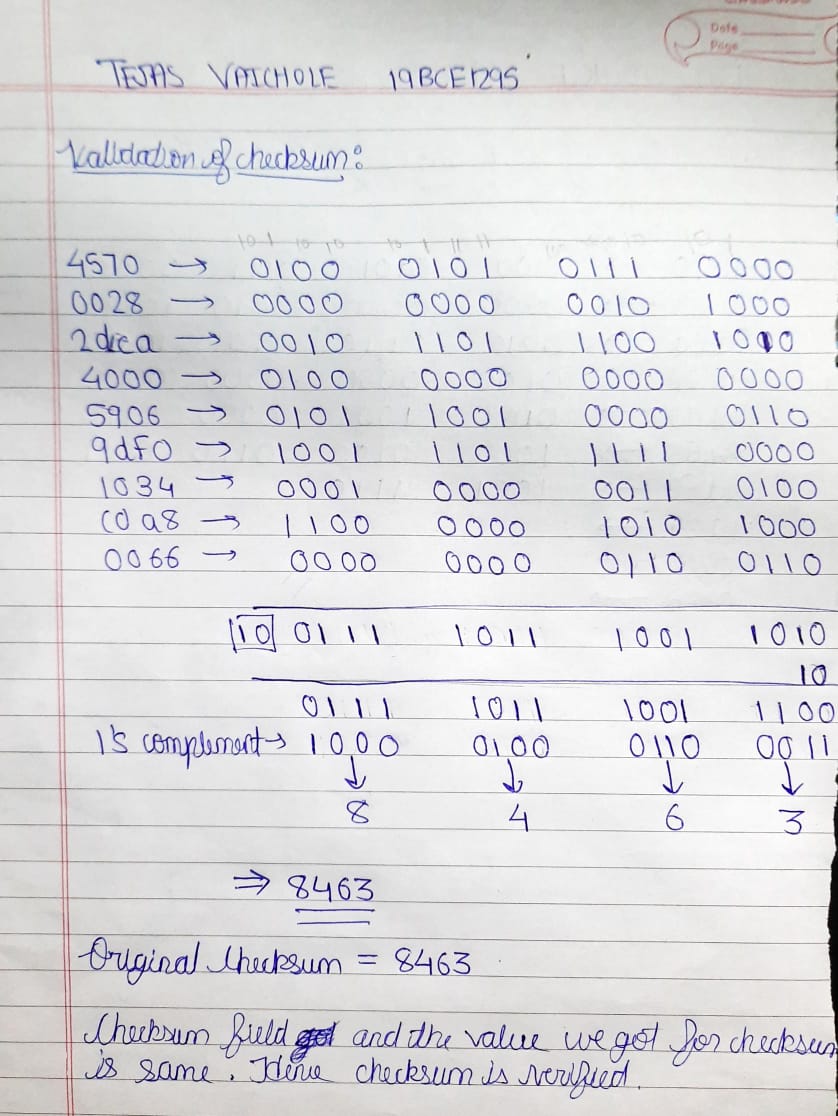 Date
Page
TEJAS VAICHOLE 19BCE1295
Validation of checksum:
4570 → 0100 0101 0111 0000
0028 → 0000 0000 0010 1000
2dca → 0010 1101 1100 1010
4000 → 0100 0000 0000 0000
5906 → 0101 1001 0000 0110
9df0 → 1001 1101 1111 0000
1034 → 0001 0000 0011 0100
C0a8 → 1100 0000 1010 1000
0066 → 0000 0000 0110 0110
10 0111 1011 1001 1010
10
0111 1011 1001 1100
1's complement → 1000 0100 0110 0011
↓ ↓ ↓ ↓
8 4 6 3
⇒ 8463
Original Checksum = 8463
Checksum field and the value we got for checksum
is same. Hence checksum is verified.